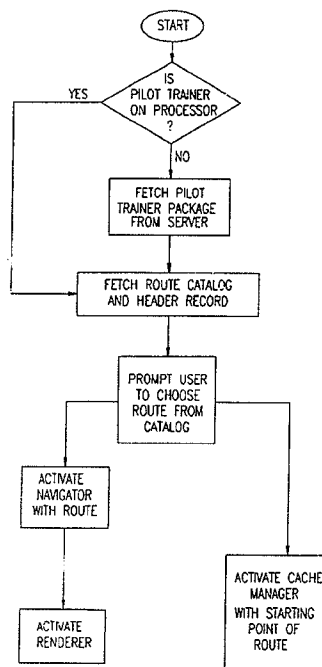 START
IS
PILOT TRAINER
ON PROCESSOR
?
YES
NO
FETCH PILOT
TRAINER PACKAGE
FROM SERVER
FETCH ROUTE CATALOG
AND HEADER RECORD
PROMPT USER
TO CHOOSE
ROUTE FROM
CATALOG
ACTIVATE
NAVIGATOR
WITH ROUTE
ACTIVATE
RENDERER
ACTIVATE CACHE
MANAGER
WITH STARTING
POINT OF
ROUTE